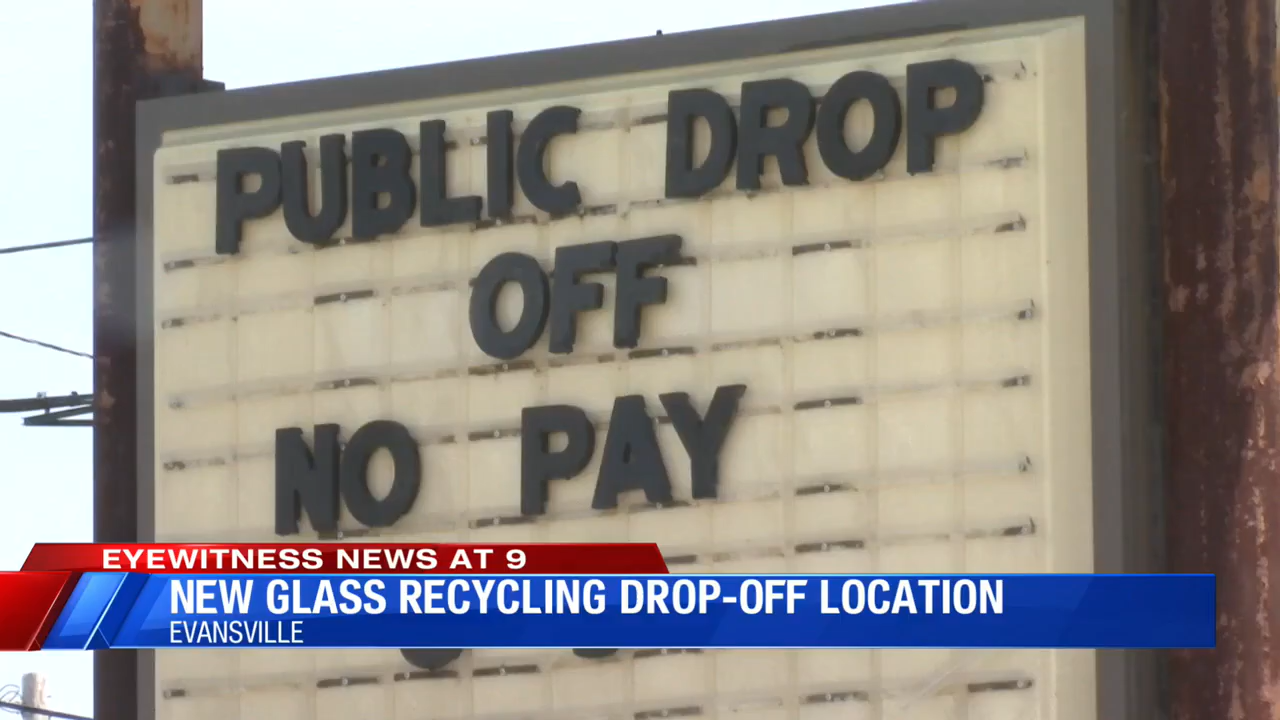 PUBLIC DROP
OFF
NO PAY
EYEWITNESS NEWS AT 9
NEW GLASS RECYCLING DROP-OFF LOCATION
EVANSVILLE